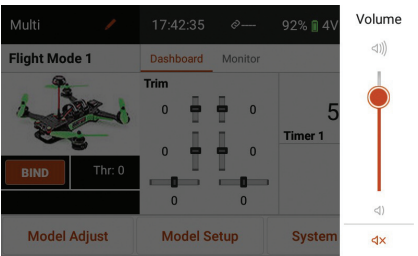 Multi 17:42:35 ---- 92% 4V
Volume
Flight Mode 1 Dashboard Monitor
Trim
0 0
5
Timer 1
0 0
BIND Thr: 0
0 0
Model Adjust Model Setup System